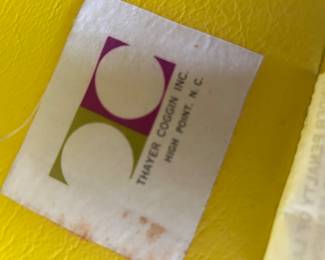 THAYER COGGIN INC.
HIGH POINT, N. C.